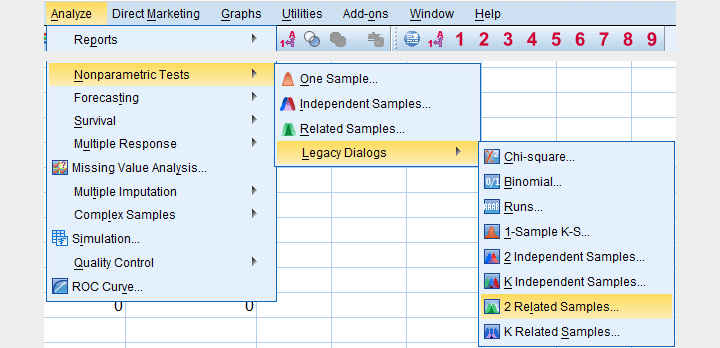 Analyze Direct Marketing Graphs Utilities Add-ons Window Help
Reports
1 2 3 4 5 6 7 8 9
Nonparametric Tests
Forecasting
Survival
Multiple Response
Missing Value Analysis...
Multiple Imputation
Complex Samples
Simulation...
Quality Control
ROC Curve...
0 0
One Sample...
Independent Samples...
Related Samples...
Legacy Dialogs
Chi-square...
Binomial...
Runs...
1-Sample K-S...
2 Independent Samples...
K Independent Samples...
2 Related Samples...
K Related Samples...